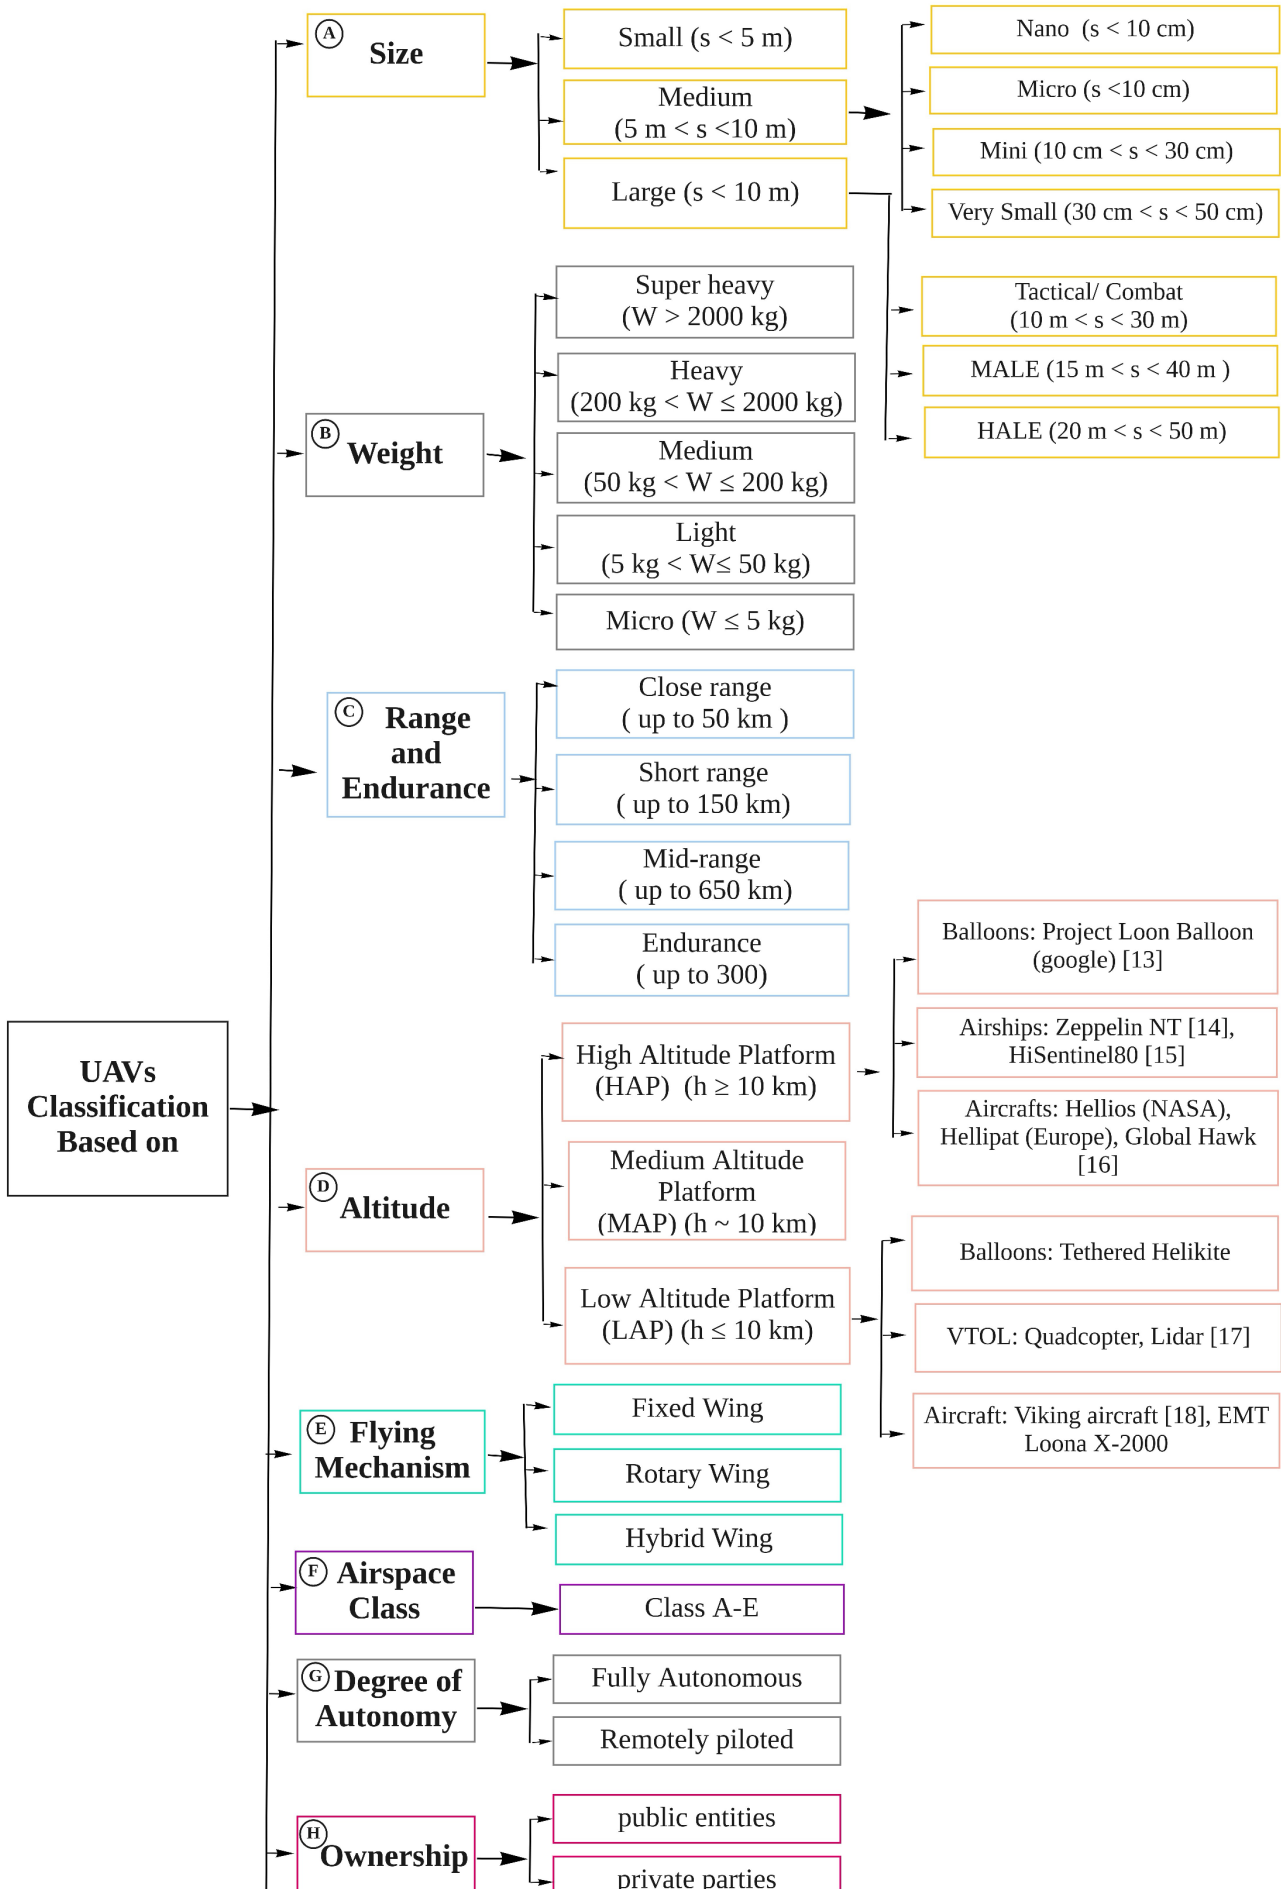 UAVs
Classification
Based on
A
Size
Small (s < 5 m)
Medium
(5 m < s <10 m)
Large (s < 10 m)
Nano (s < 10 cm)
Micro (s <10 cm)
Mini (10 cm < s < 30 cm)
Very Small (30 cm < s < 50 cm)
Tactical/ Combat
(10 m < s < 30 m)
MALE (15 m < s < 40 m )
HALE (20 m < s < 50 m)
B
Weight
Super heavy
(W > 2000 kg)
Heavy
(200 kg < W ≤ 2000 kg)
Medium
(50 kg < W ≤ 200 kg)
Light
(5 kg < W≤ 50 kg)
Micro (W ≤ 5 kg)
C
Range
and
Endurance
Close range
( up to 50 km )
Short range
( up to 150 km)
Mid-range
( up to 650 km)
Endurance
( up to 300)
D
Altitude
High Altitude Platform
(HAP) (h ≥ 10 km)
Medium Altitude
Platform
(MAP) (h ~ 10 km)
Low Altitude Platform
(LAP) (h ≤ 10 km)
Balloons: Project Loon Balloon
(google) [13]
Airships: Zeppelin NT [14],
HiSentinel80 [15]
Aircrafts: Hellios (NASA),
Hellipat (Europe), Global Hawk
[16]
Balloons: Tethered Helikite
VTOL: Quadcopter, Lidar [17]
Aircraft: Viking aircraft [18], EMT
Loona X-2000
E
Flying
Mechanism
Fixed Wing
Rotary Wing
Hybrid Wing
F
Airspace
Class
Class A-E
G
Degree of
Autonomy
Fully Autonomous
Remotely piloted
H
Ownership
public entities
private parties